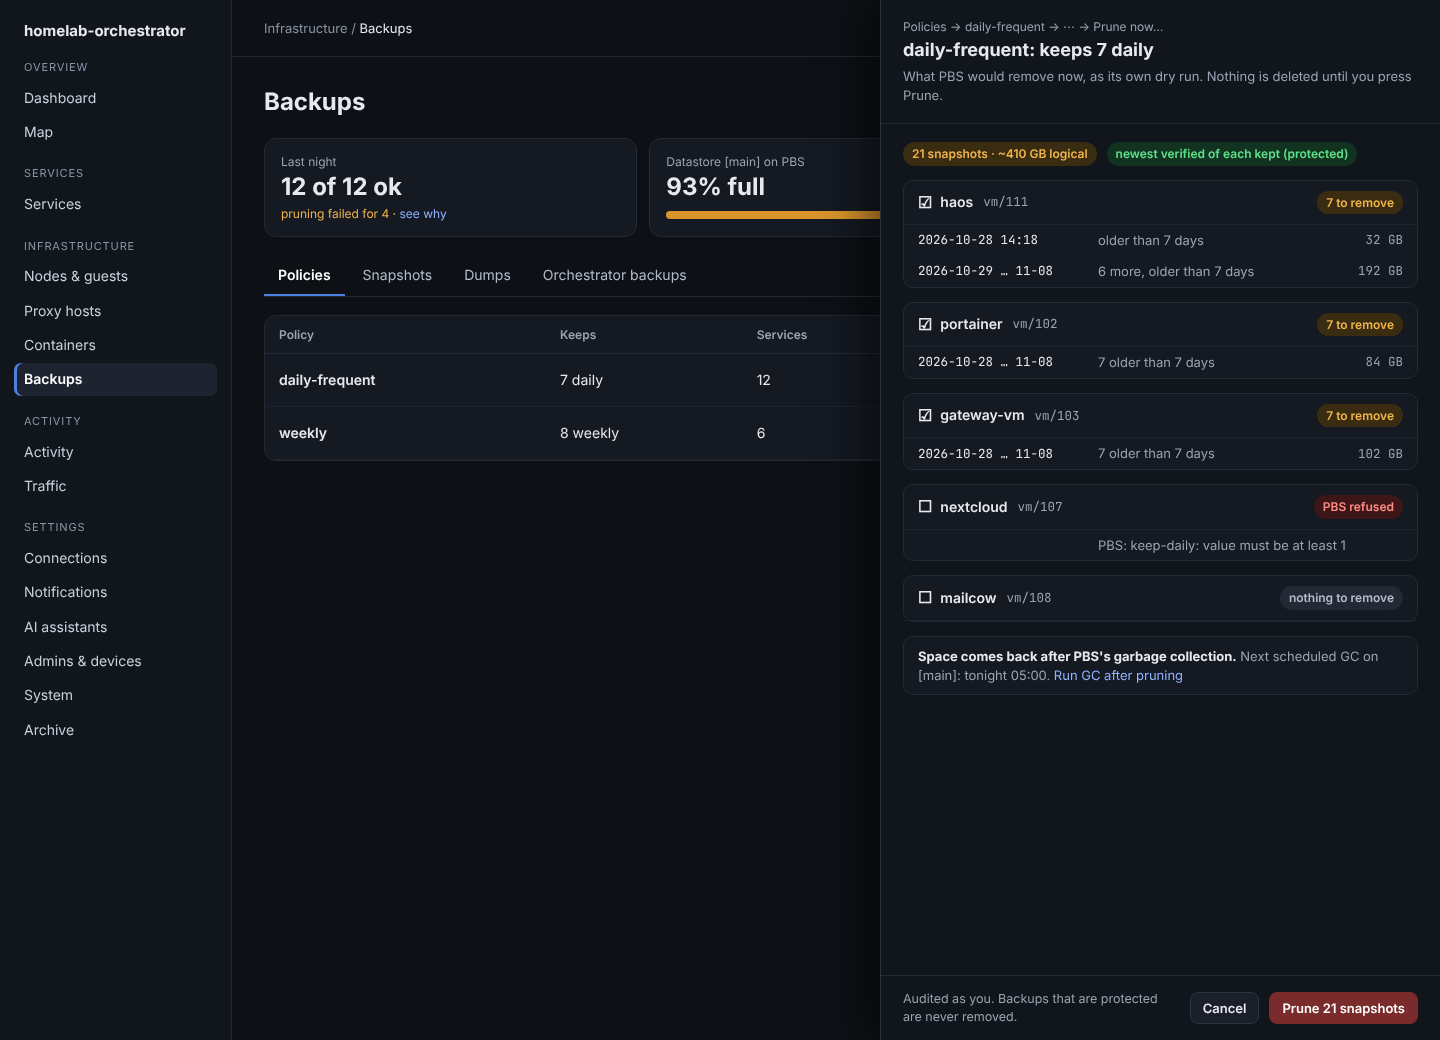 homelab-orchestrator
OVERVIEW
Dashboard
Map
SERVICES
Services
INFRASTRUCTURE
Nodes & guests
Proxy hosts
Containers
Backups
ACTIVITY
Activity
Traffic
SETTINGS
Connections
Notifications
AI assistants
Admins & devices
System
Archive
Infrastructure / Backups
Backups
Last night
12 of 12 ok
pruning failed for 4 · see why
Datastore [main] on PBS
93% full
Policies Snapshots Dumps Orchestrator backups
Policy Keeps Services
daily-frequent 7 daily 12
weekly 8 weekly 6
Policies → daily-frequent → ··· → Prune now…
daily-frequent: keeps 7 daily
What PBS would remove now, as its own dry run. Nothing is deleted until you press
Prune.
21 snapshots · ~410 GB logical newest verified of each kept (protected)
☑ haos vm/111 7 to remove
2026-10-28 14:18 older than 7 days 32 GB
2026-10-29 … 11-08 6 more, older than 7 days 192 GB
☑ portainer vm/102 7 to remove
2026-10-28 … 11-08 7 older than 7 days 84 GB
☑ gateway-vm vm/103 7 to remove
2026-10-28 … 11-08 7 older than 7 days 102 GB
☐ nextcloud vm/107 PBS refused
PBS: keep-daily: value must be at least 1
☐ mailcow vm/108 nothing to remove
Space comes back after PBS's garbage collection. Next scheduled GC on
[main]: tonight 05:00. Run GC after pruning
Audited as you. Backups that are protected
are never removed.
Cancel Prune 21 snapshots